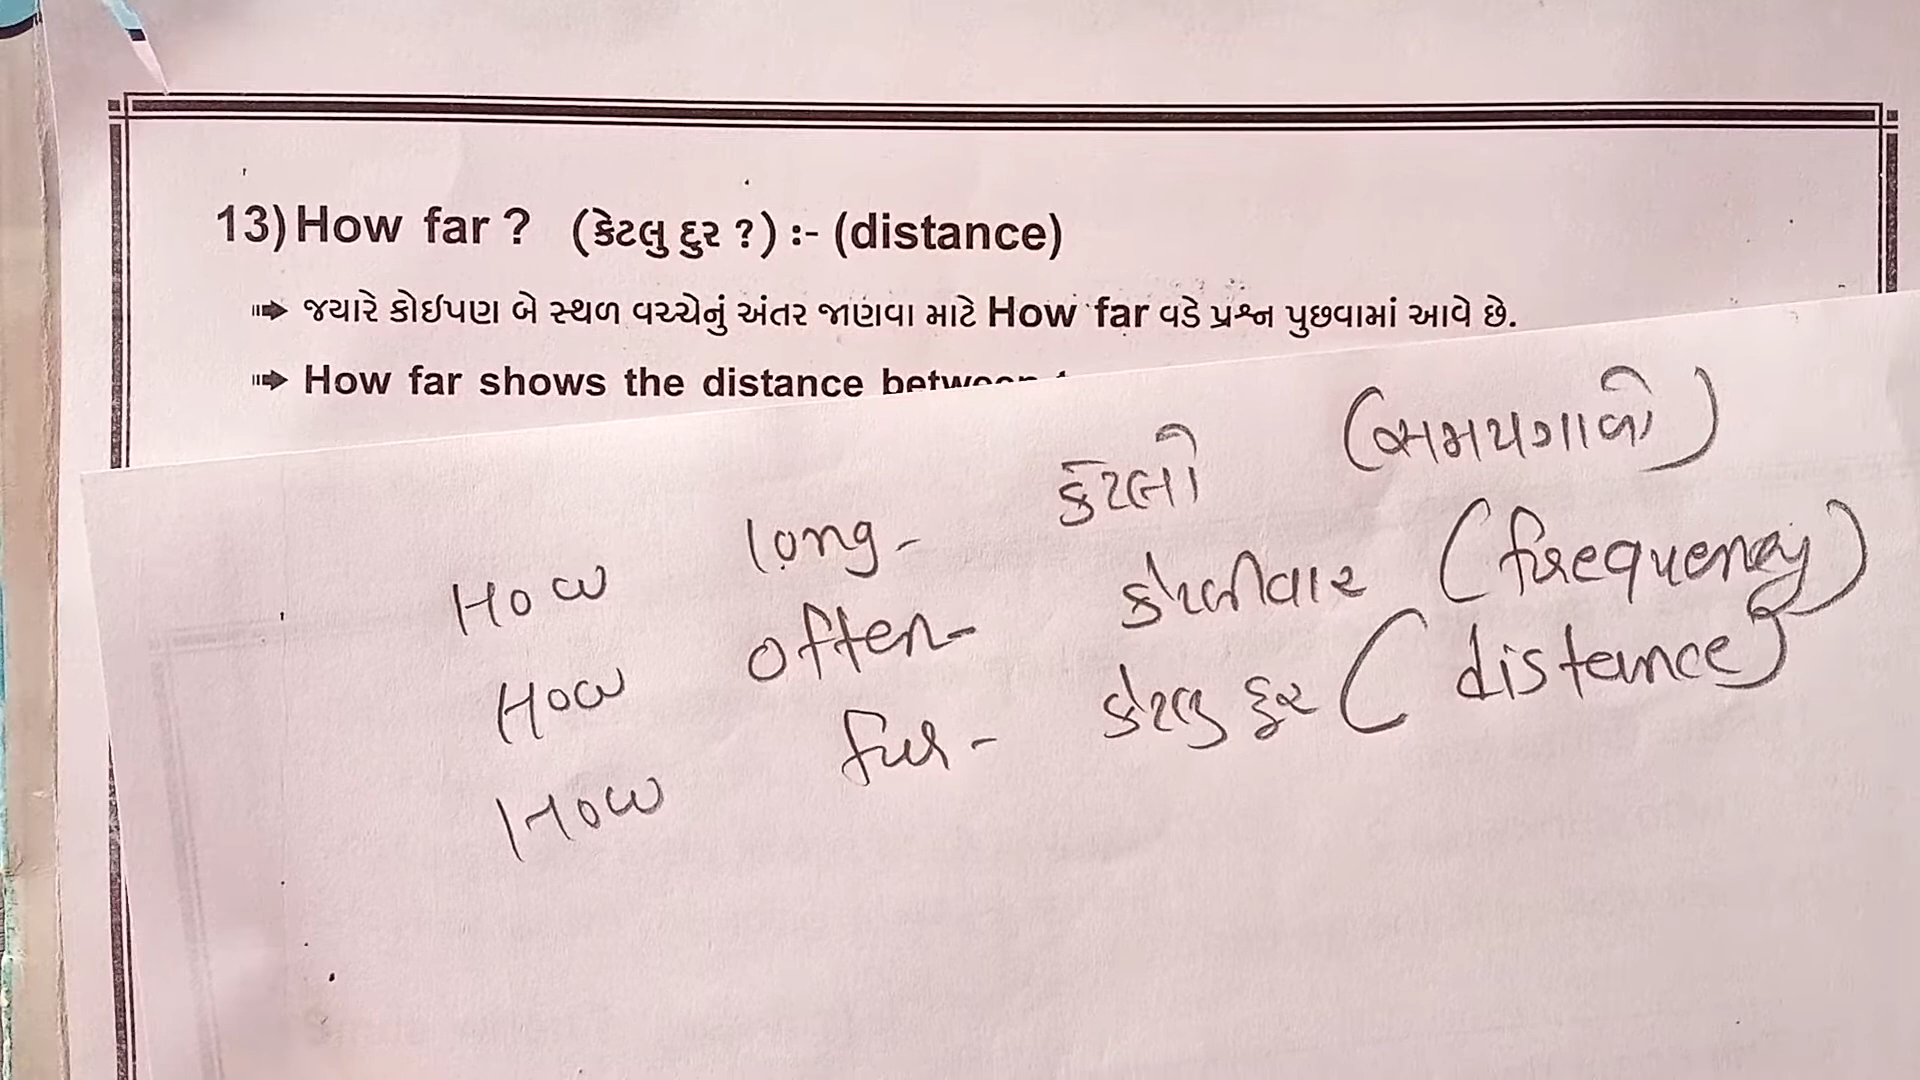 13) How far ? (કેટલુ દુર ?) :- (distance)
➠ જયારે કોઈપણ બે સ્થળ વચ્ચેનું અંતર જાણવા માટે How far વડે પ્રશ્ન પુછવામાં આવે છે.
➠ How far shows the distance between
How long - કેટલો (સમયગાળો)
How often - કેટલીવાર (frequency)
How far - કેટલુ દુર (distance)